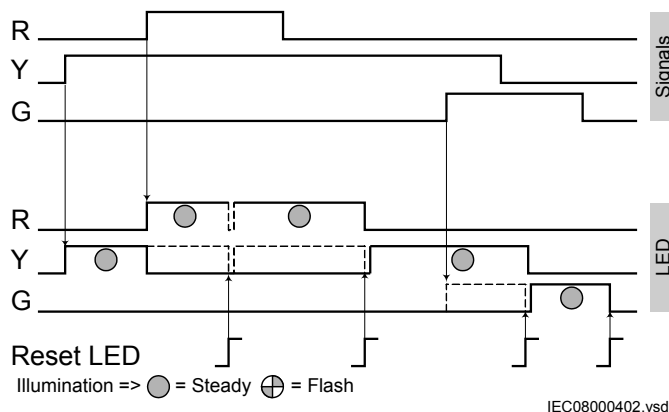 R
Y
G
Signals
R
Y
G
LED
Reset LED
Illumination => = Steady = Flash
IEC08000402.vsd